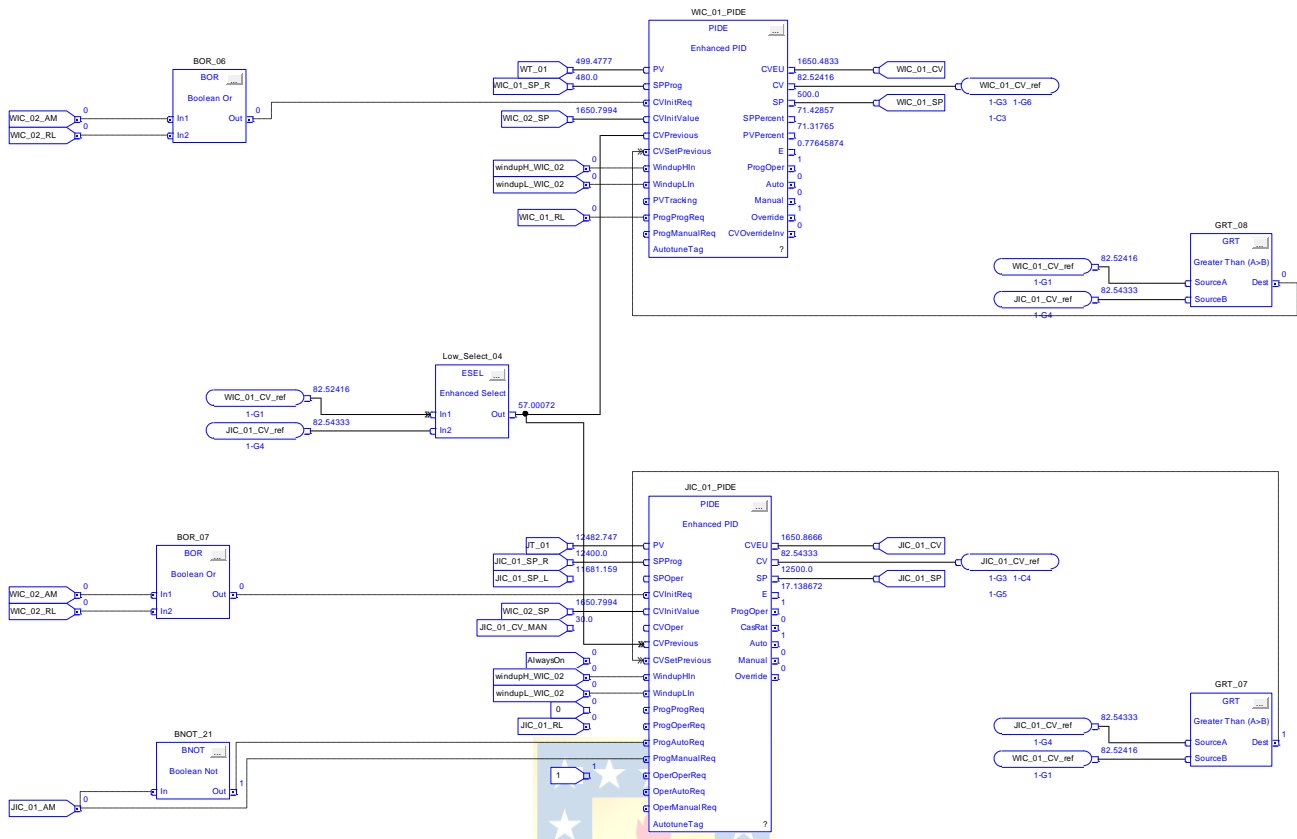 WIC_01_PIDE
PIDE
...
Enhanced PID
WT_01
499.4777
PV
CVEU
1650.4833
WIC_01_CV
WIC_01_SP_R
480.0
SPProg
CV
82.52416
WIC_01_CV_ref
1-G3 1-G6
1-C3
CVInitReq
SP
500.0
WIC_01_SP
WIC_02_SP
1650.7994
CVInitValue
SPPercent
71.42857
CVPrevious
PVPercent
71.31765
CVSetPrevious
E
0.77645874
windupH_WIC_02
0
WindupHIn
ProgOper
1
windupL_WIC_02
0
WindupLIn
Auto
0
PVTracking
Manual
0
WIC_01_RL
0
ProgProgReq
Override
1
ProgManualReq
CVOverrideInv
0
AutotuneTag
?
BOR_06
BOR
...
Boolean Or
WIC_02_AM
0
In1
Out
0
WIC_02_RL
0
In2
GRT_08
GRT
...
Greater Than (A>B)
WIC_01_CV_ref
82.52416
1-G1
SourceA
Dest
0
JIC_01_CV_ref
82.54333
1-G4
SourceB
Low_Select_04
ESEL
...
Enhanced Select
WIC_01_CV_ref
82.52416
1-G1
In1
Out
57.00072
JIC_01_CV_ref
82.54333
1-G4
In2
JIC_01_PIDE
PIDE
...
Enhanced PID
JT_01
12482.747
PV
CVEU
1650.8666
JIC_01_CV
JIC_01_SP_R
12400.0
SPProg
CV
82.54333
JIC_01_CV_ref
1-G3 1-C4
1-G5
JIC_01_SP_L
11681.159
SPOper
SP
12500.0
JIC_01_SP
CVInitReq
E
17.138672
WIC_02_SP
1650.7994
CVInitValue
ProgOper
1
JIC_01_CV_MAN
30.0
CVOper
CasRat
0
CVPrevious
Auto
1
AlwaysOn
0
CVSetPrevious
Manual
0
windupH_WIC_02
0
WindupHIn
Override
0
windupL_WIC_02
0
WindupLIn
0
0
ProgProgReq
JIC_01_RL
0
ProgOperReq
ProgAutoReq
ProgManualReq
1
1
OperOperReq
OperAutoReq
OperManualReq
AutotuneTag
?
BOR_07
BOR
...
Boolean Or
WIC_02_AM
0
In1
Out
0
WIC_02_RL
0
In2
BNOT_21
BNOT
...
Boolean Not
In
Out
1
JIC_01_AM
0
GRT_07
GRT
...
Greater Than (A>B)
JIC_01_CV_ref
82.54333
1-G4
SourceA
Dest
1
WIC_01_CV_ref
82.52416
1-G1
SourceB